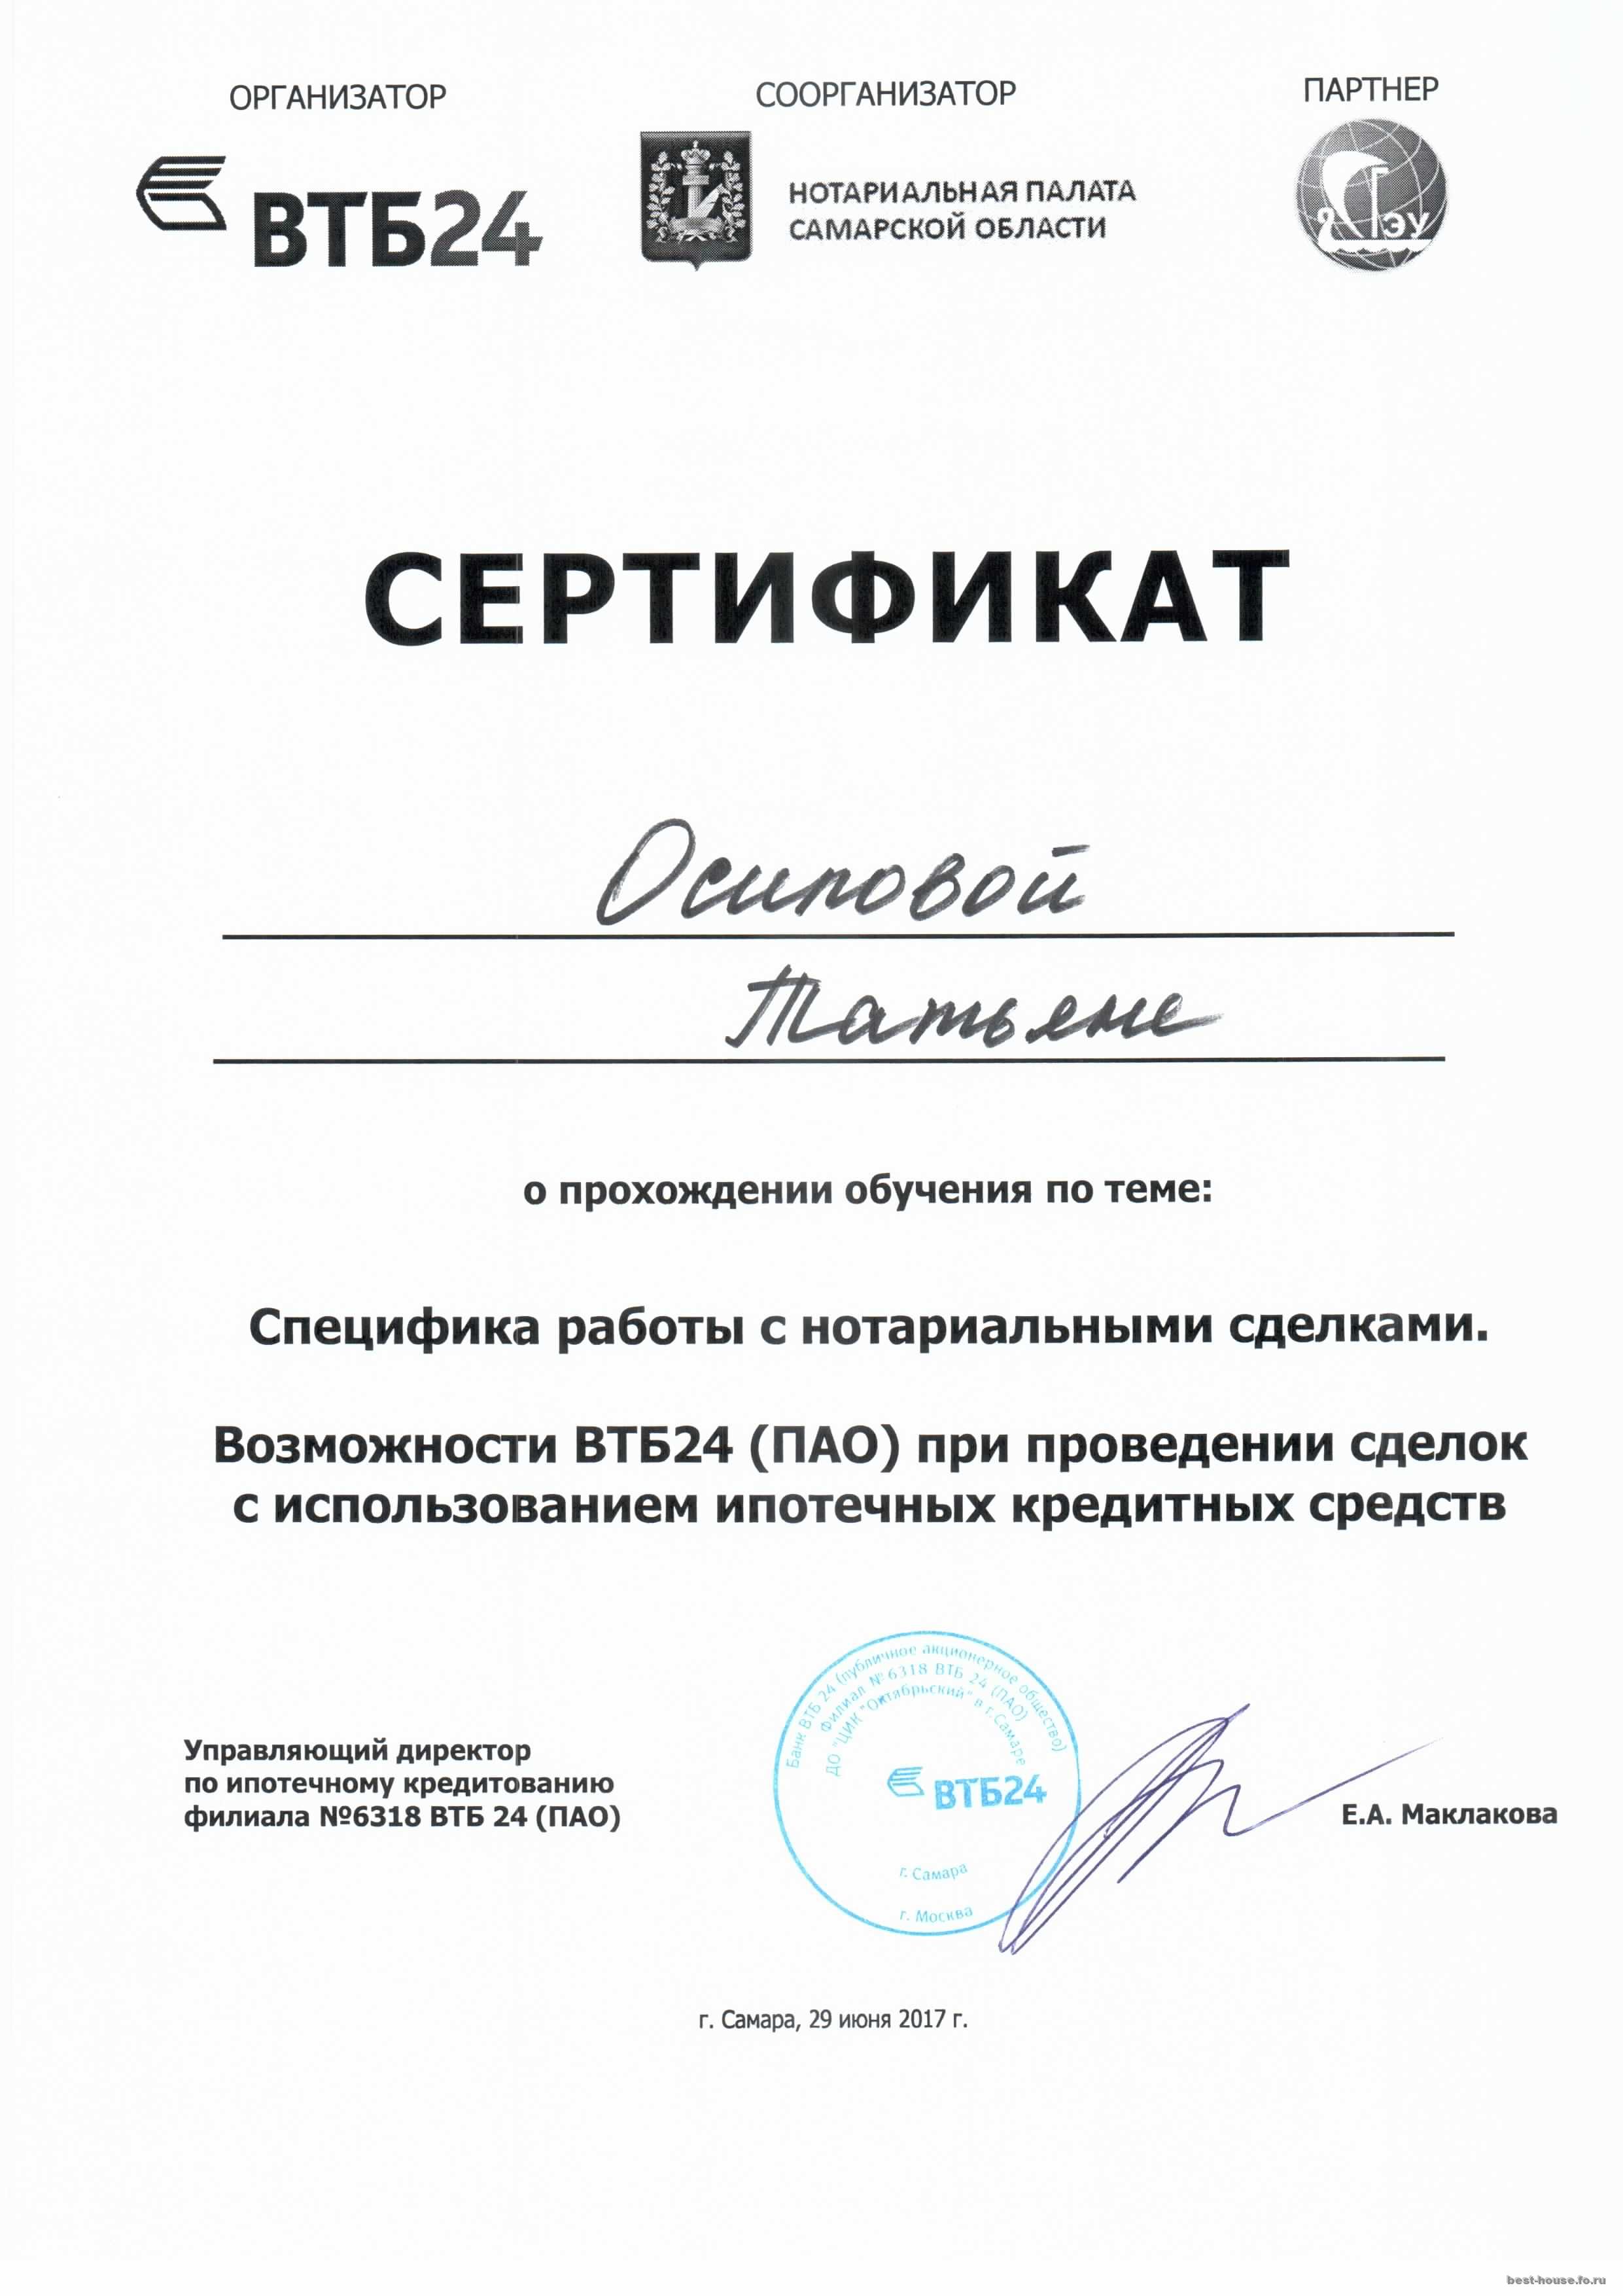 ОРГАНИЗАТОР
СООРГАНИЗАТОР
ПАРТНЕР
ВТБ24
НОТАРИАЛЬНАЯ ПАЛАТА
САМАРСКОЙ ОБЛАСТИ
СГЭУ
СЕРТИФИКАТ
Осиповой
Татьяне
о прохождении обучения по теме:
Специфика работы с нотариальными сделками.
Возможности ВТБ24 (ПАО) при проведении сделок
с использованием ипотечных кредитных средств
Управляющий директор
по ипотечному кредитованию
филиала №6318 ВТБ 24 (ПАО)
Банк ВТБ 24 (публичное акционерное общество)
Филиал № 6318 ВТБ 24 (ПАО)
ДО "ЦИК "Октябрьский" в г. Самаре
ВТБ24
г. Самара
г. Москва
Е.А. Маклакова
г. Самара, 29 июня 2017 г.
best-house.fo.ru